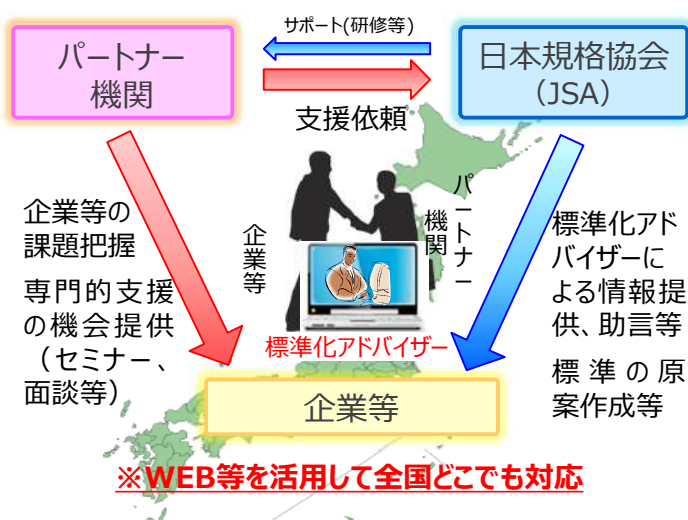 サポート(研修等)
パートナー
機関
日本規格協会
（JSA）
支援依頼
企業等の
課題把握
専門的支援
の機会提供
（セミナー、
面談等）
企業等
パートナー
機関
標準化アドバイザー
標準化アド
バイザーに
よる情報提
供、助言等
標準の原
案作成等
企業等
※WEB等を活用して全国どこでも対応